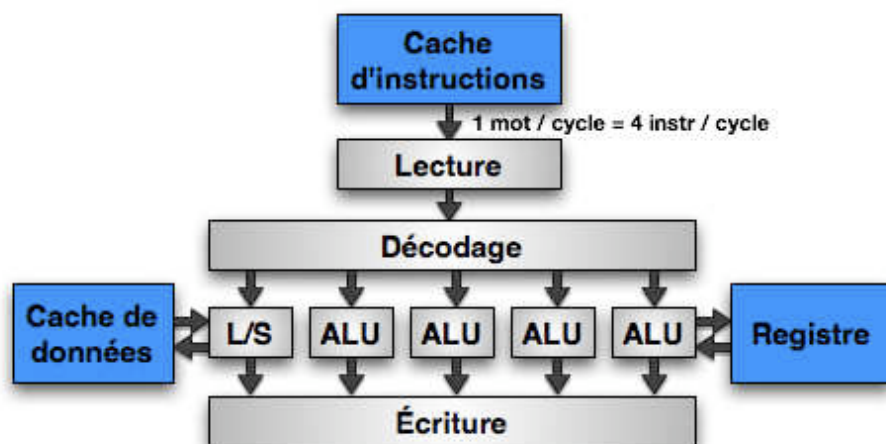 Cache
d'instructions
1 mot / cycle = 4 instr / cycle
Lecture
Décodage
Cache de
données
L/S
ALU
ALU
ALU
ALU
Registre
Écriture